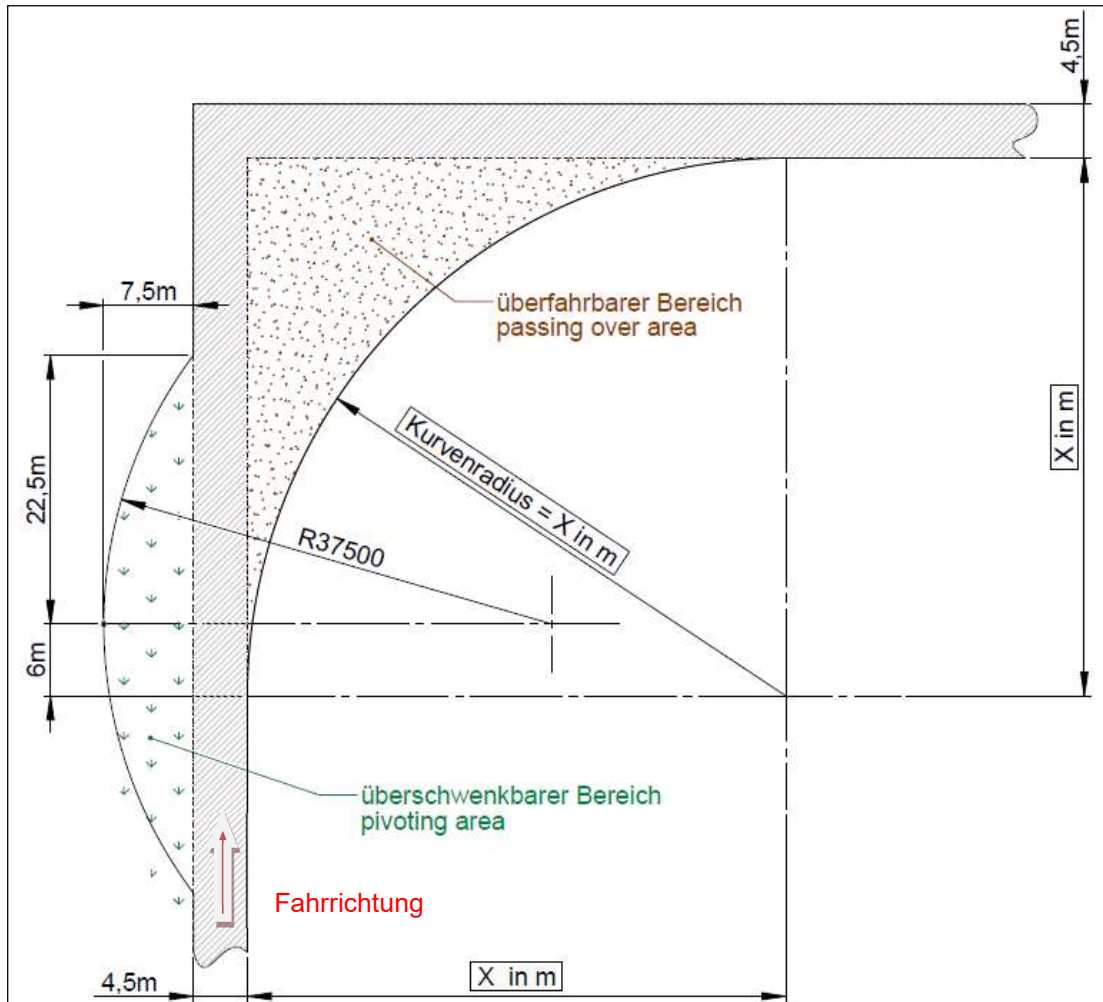 4,5m
7,5m
überfahrbarer Bereich
passing over area
X in m
Kurvenradius = X in m
22,5m
R37500
6m
überschwenkbarer Bereich
pivoting area
Fahrrichtung
4,5m
X in m